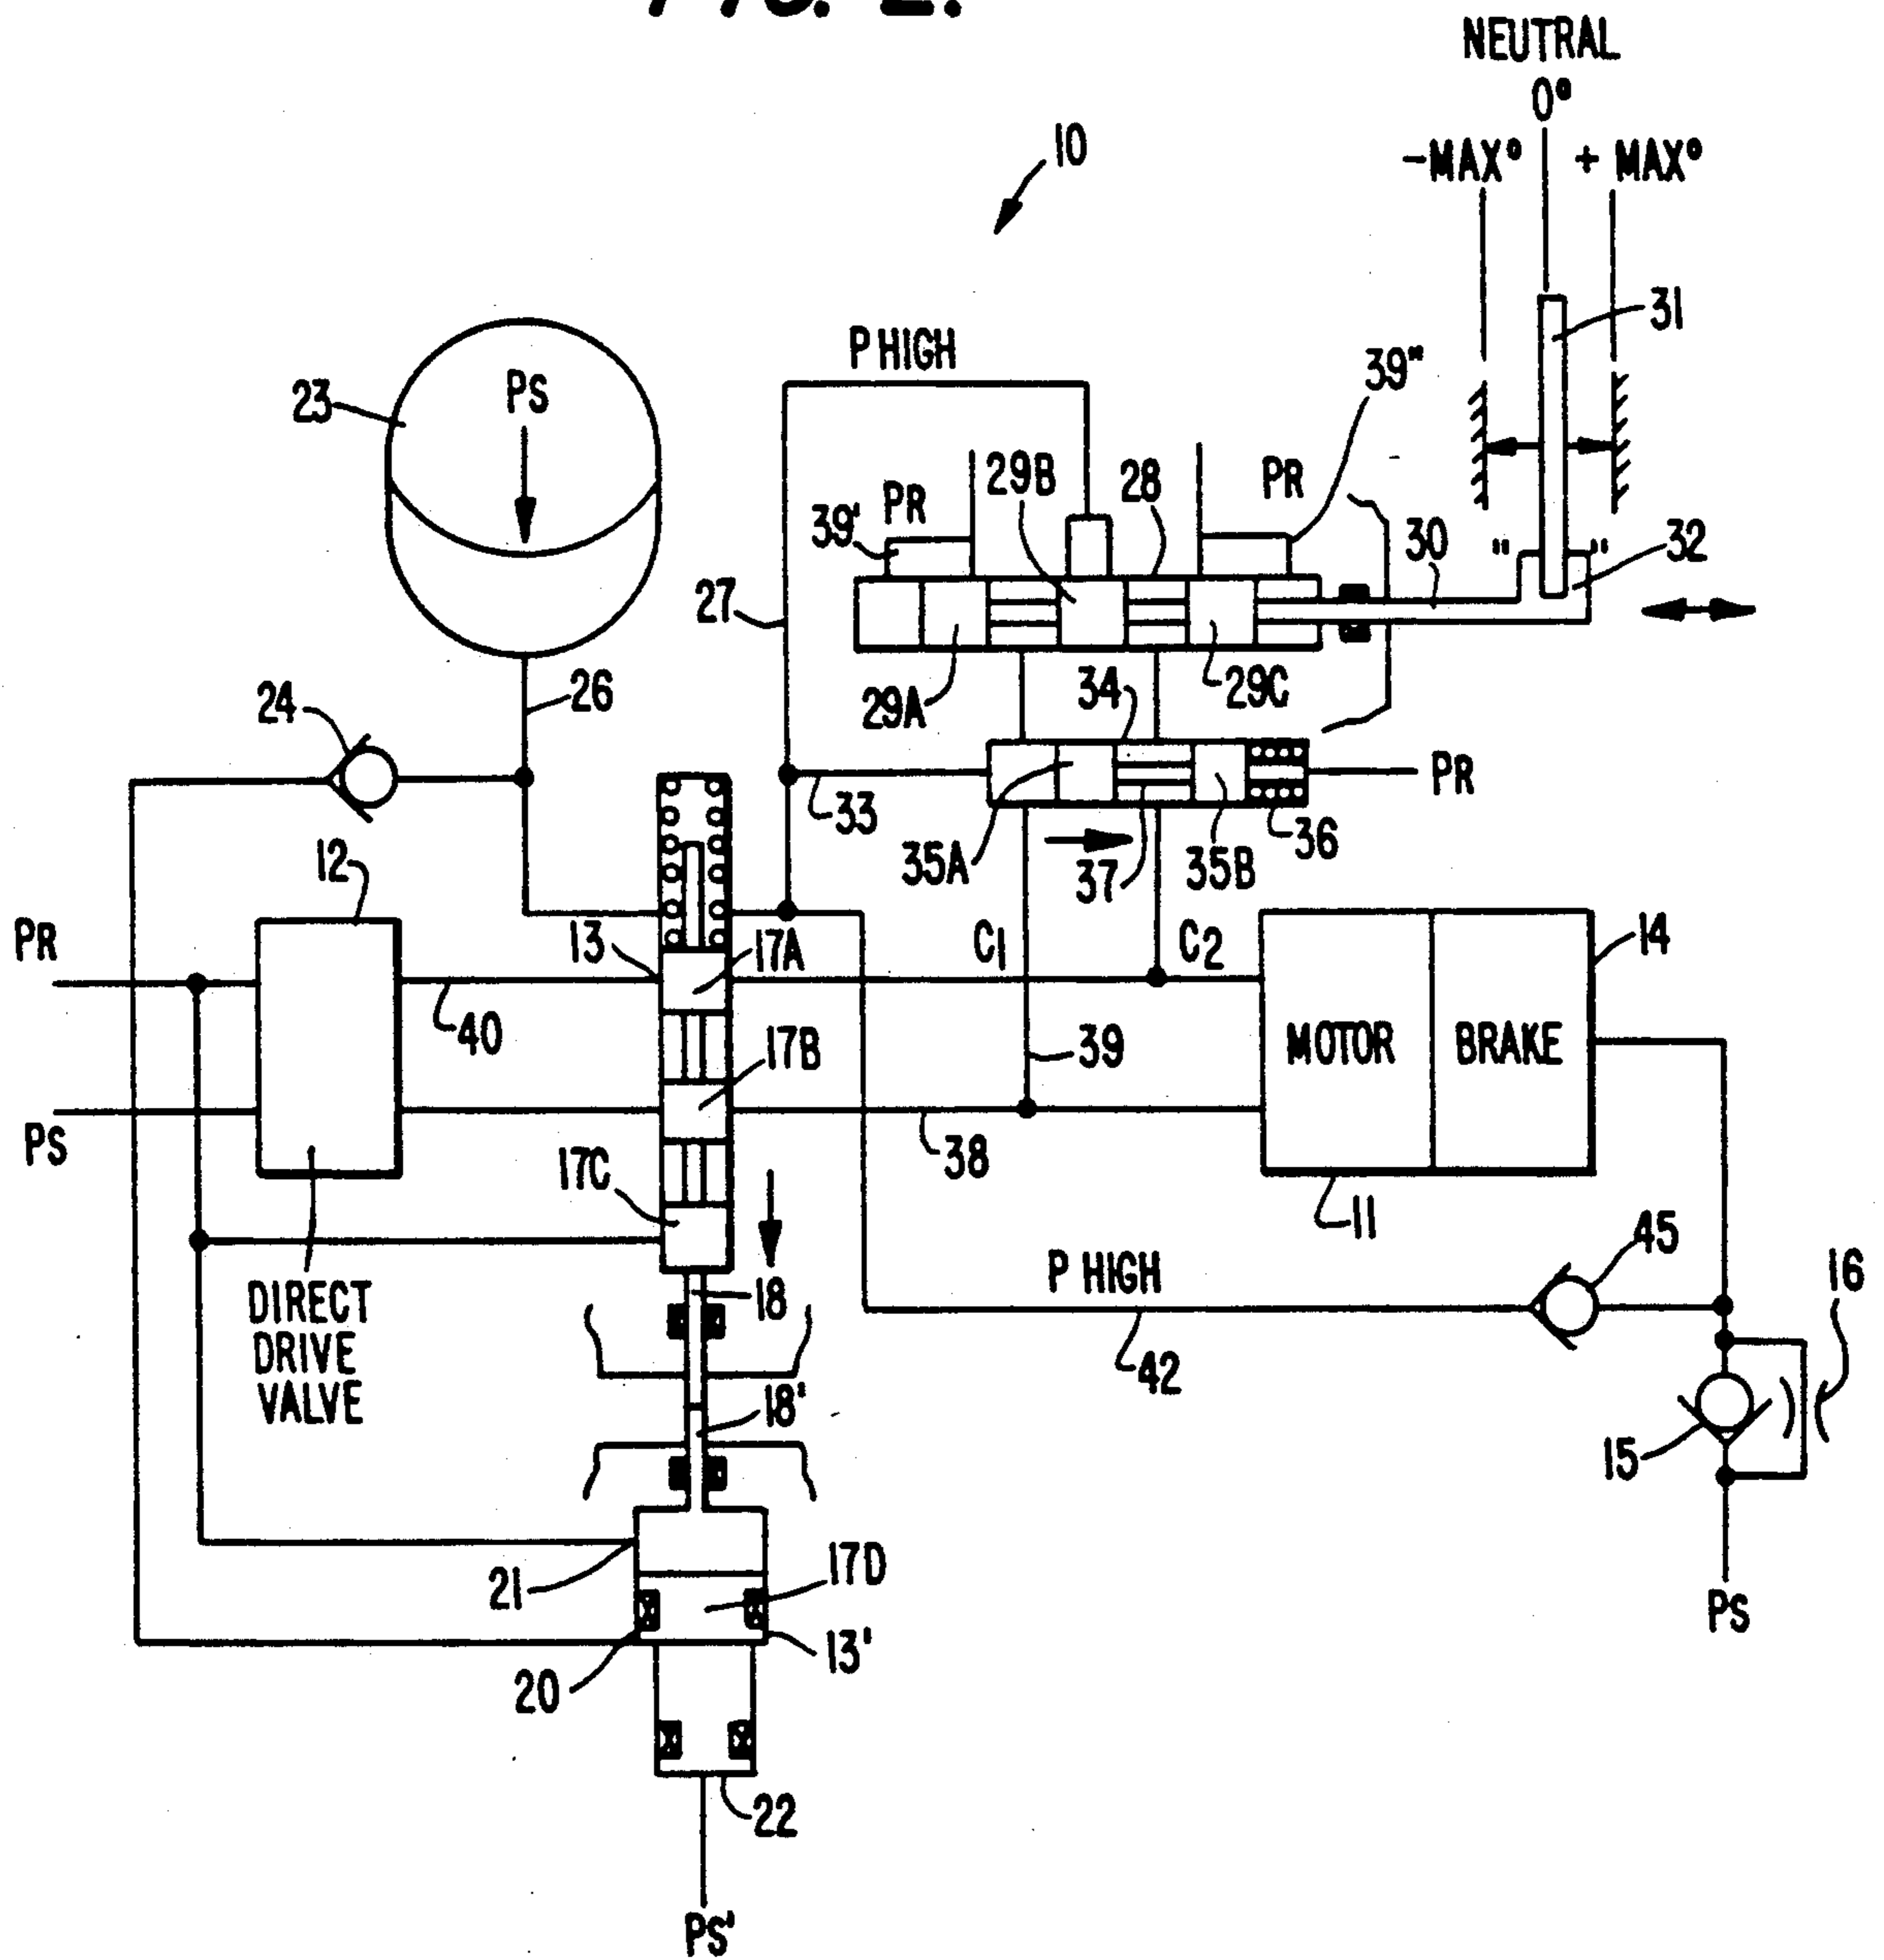 FIG. 2.
NEUTRAL
0°
-MAX° + MAX°
10
31
P HIGH
39"
23
PS
29B
28
PR
PR
39'
30
"
"
32
27
26
34
29A
29C
24
PR
33
35A
37
35B
36
12
PR
13
17A
C1
C2
14
40
17B
39
MOTOR
BRAKE
PS
17C
38
11
45
DIRECT
DRIVE
VALVE
18
P HIGH
16
42
18'
15
21
17D
PS
20
13'
22
PS'